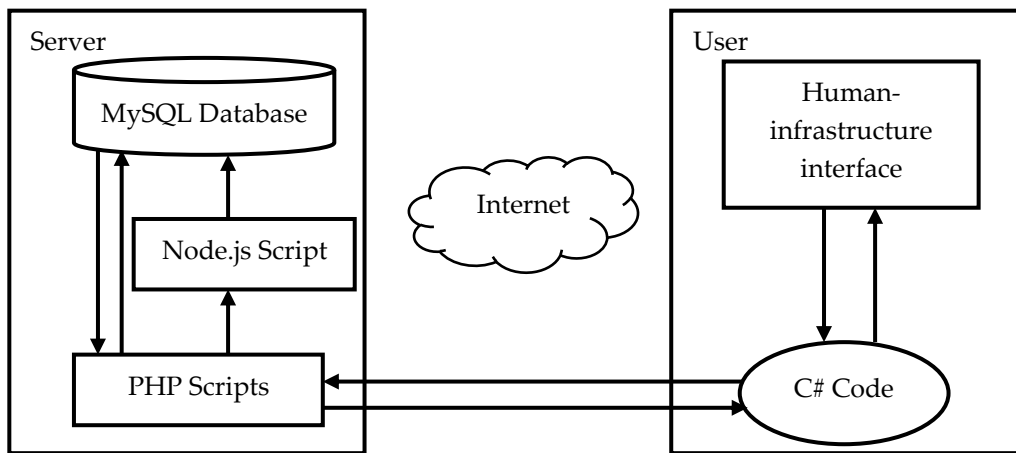 Server
MySQL Database
Node.js Script
PHP Scripts
Internet
User
Human-
infrastructure
interface
C# Code